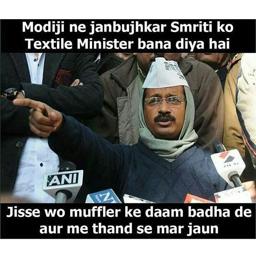 Modiji ne janbujhkar Smriti ko
Textile Minister bana diya hai
ANI
Jisse wo muffler ke daam badha de
aur me thand se mar jaun